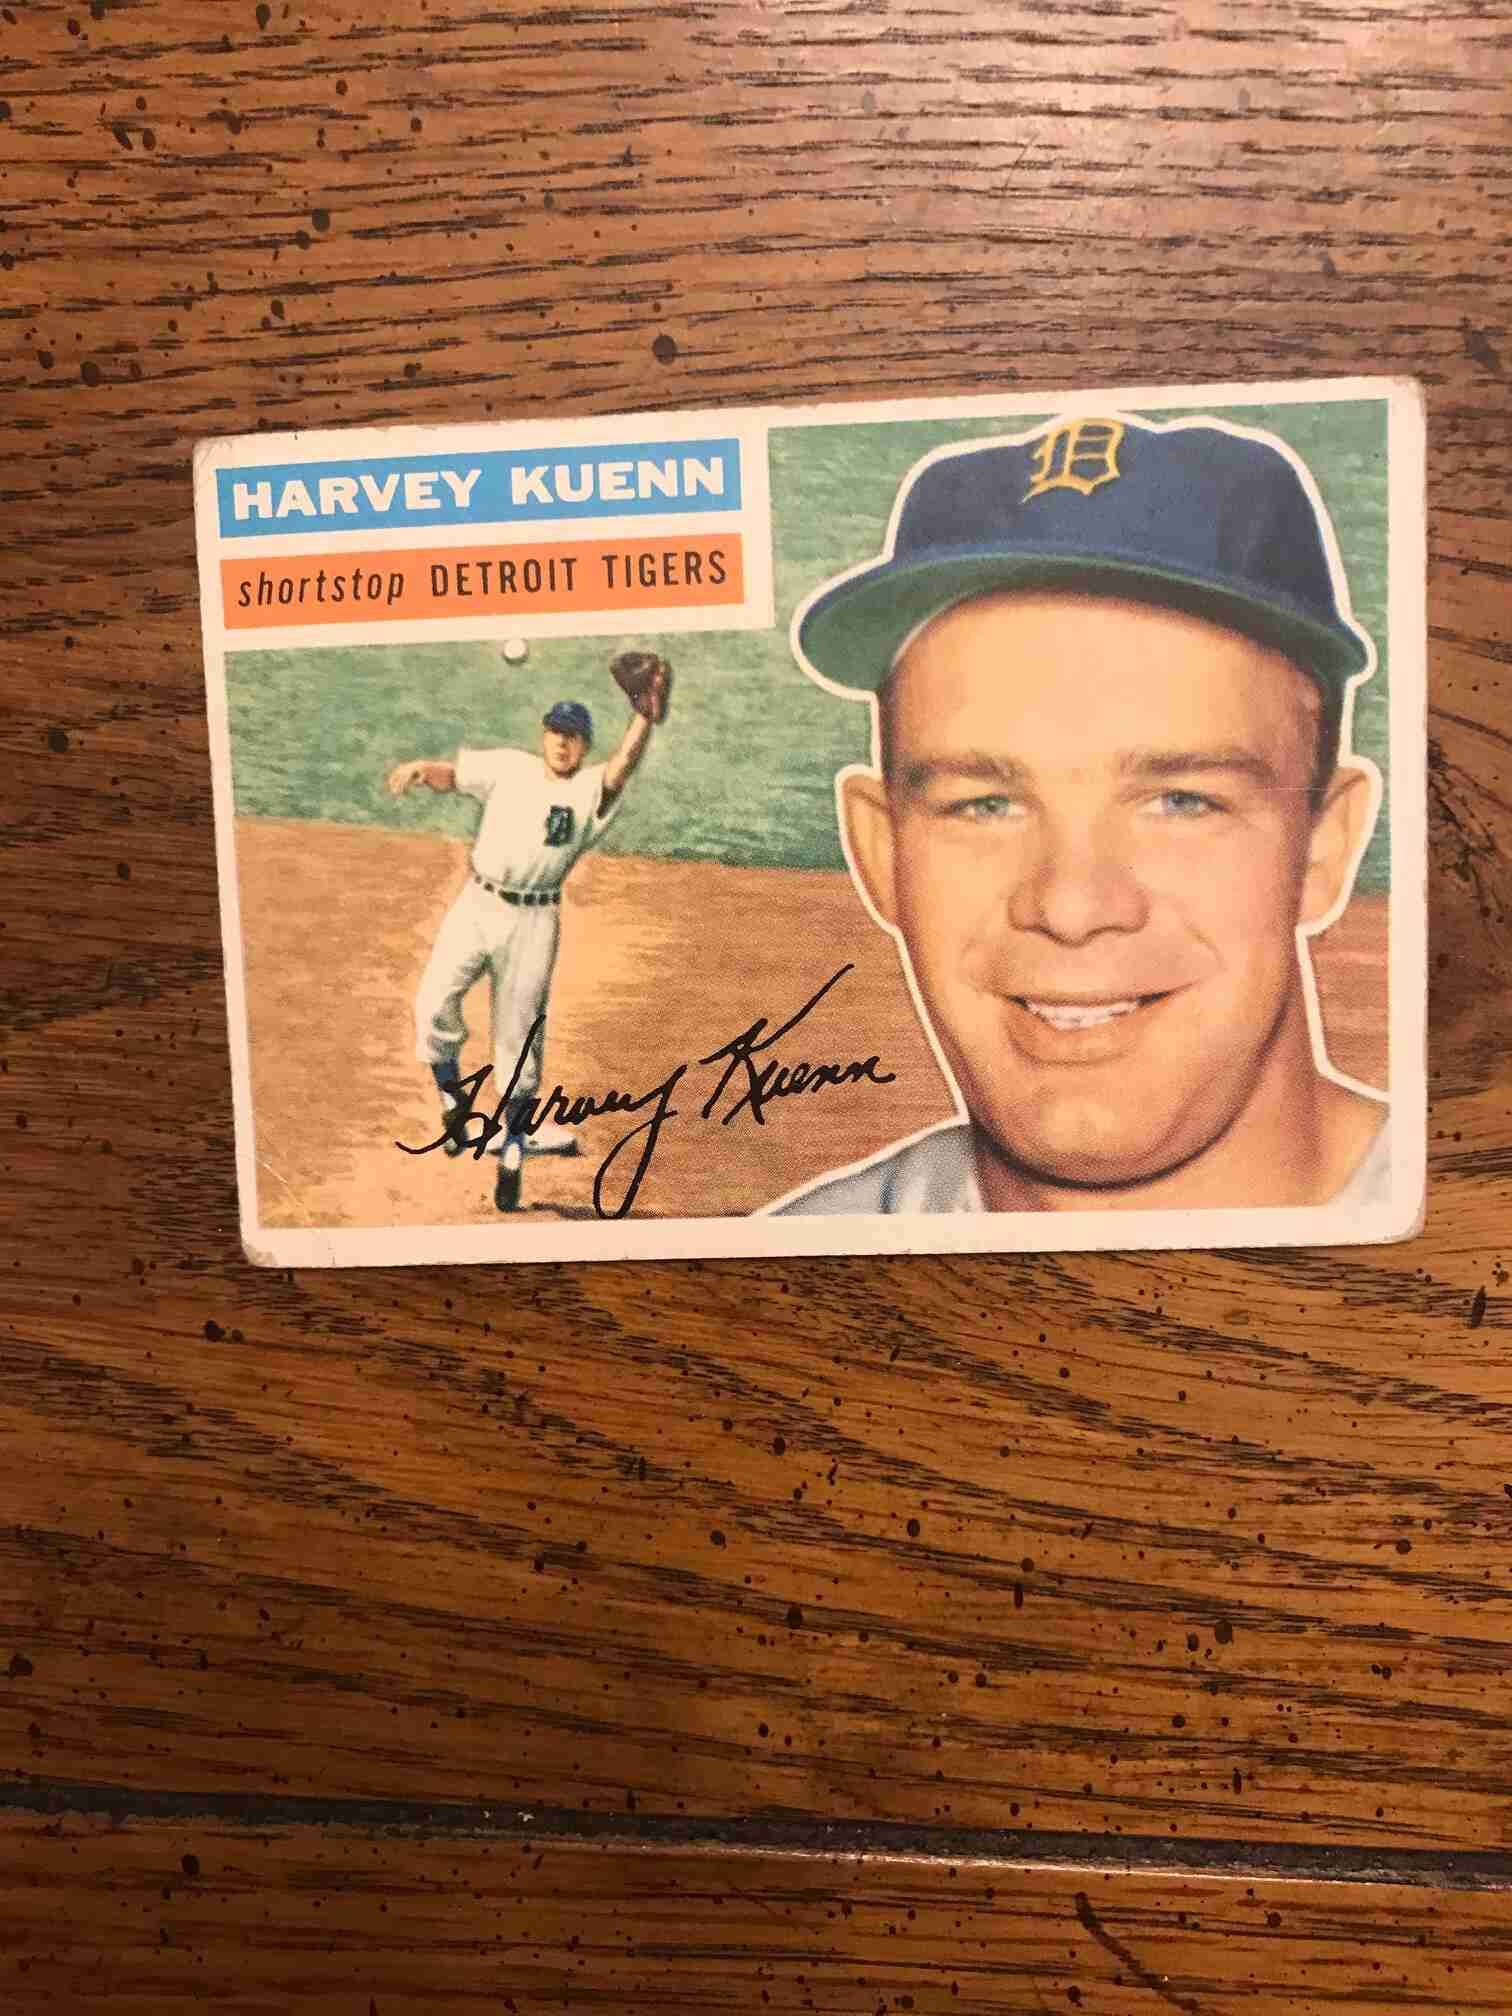 HARVEY KUENN
shortstop DETROIT TIGERS
D
D
Harvey Kuenn